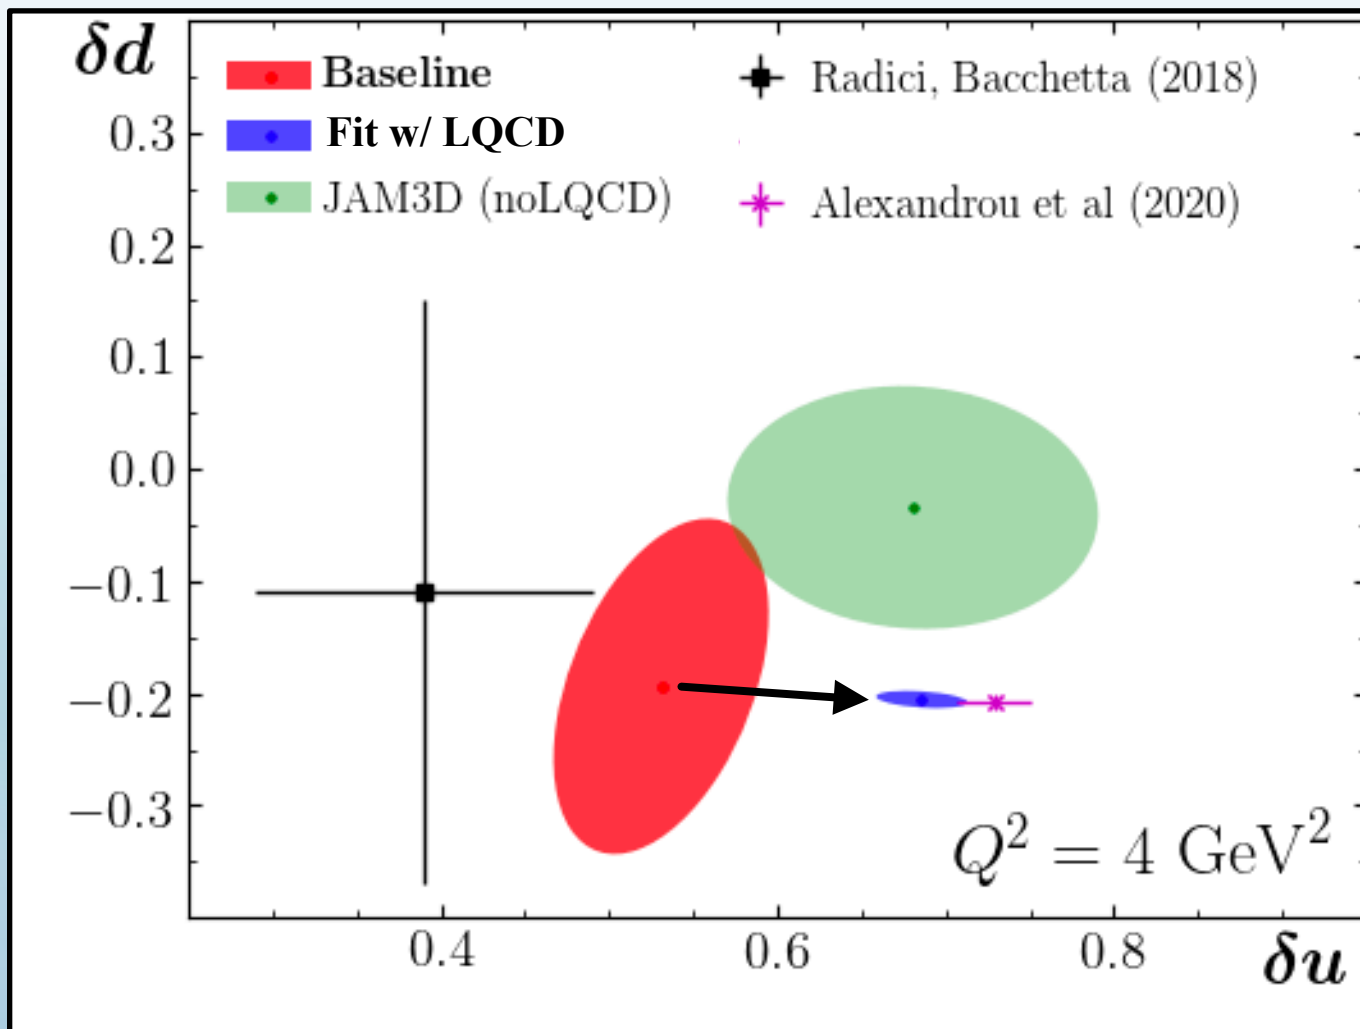 δd
Baseline
Fit w/ LQCD
JAM3D (noLQCD)
Radici, Bacchetta (2018)
Alexandrou et al (2020)
0.3
0.2
0.1
0.0
−0.1
−0.2
−0.3
Q² = 4 GeV²
0.4 0.6 0.8
δu